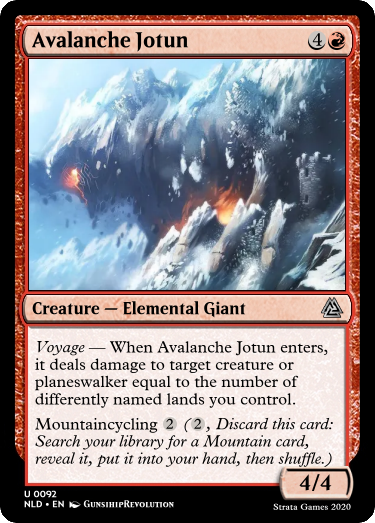 Avalanche Jotun 4
Creature — Elemental Giant
Voyage — When Avalanche Jotun enters,
it deals damage to target creature or
planeswalker equal to the number of
differently named lands you control.
Mountaincycling 2 (2, Discard this card:
Search your library for a Mountain card,
reveal it, put it into your hand, then shuffle.)
4/4
U 0092
NLD • EN GunshipRevolution
Strata Games 2020